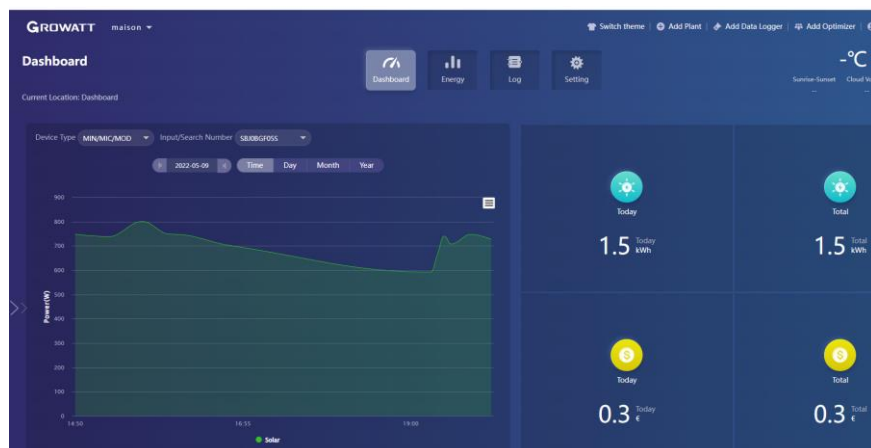 GROWATT maison
Switch theme Add Plant Add Data Logger Add Optimizer
Dashboard
Dashboard Energy Log Setting
-°C
Sunrise-Sunset Cloud
Current Location: Dashboard
Device Type MIN/MIC/MOD Input/Search Number
2022-05-09 Time Day Month Year
900
800
700
600
500
400
300
200
100
0
Power(W)
14:50 16:55 19:00
Solar
Today
1.5 Today kWh
Total
1.5 Total kWh
Today
0.3 Today €
Total
0.3 Total €